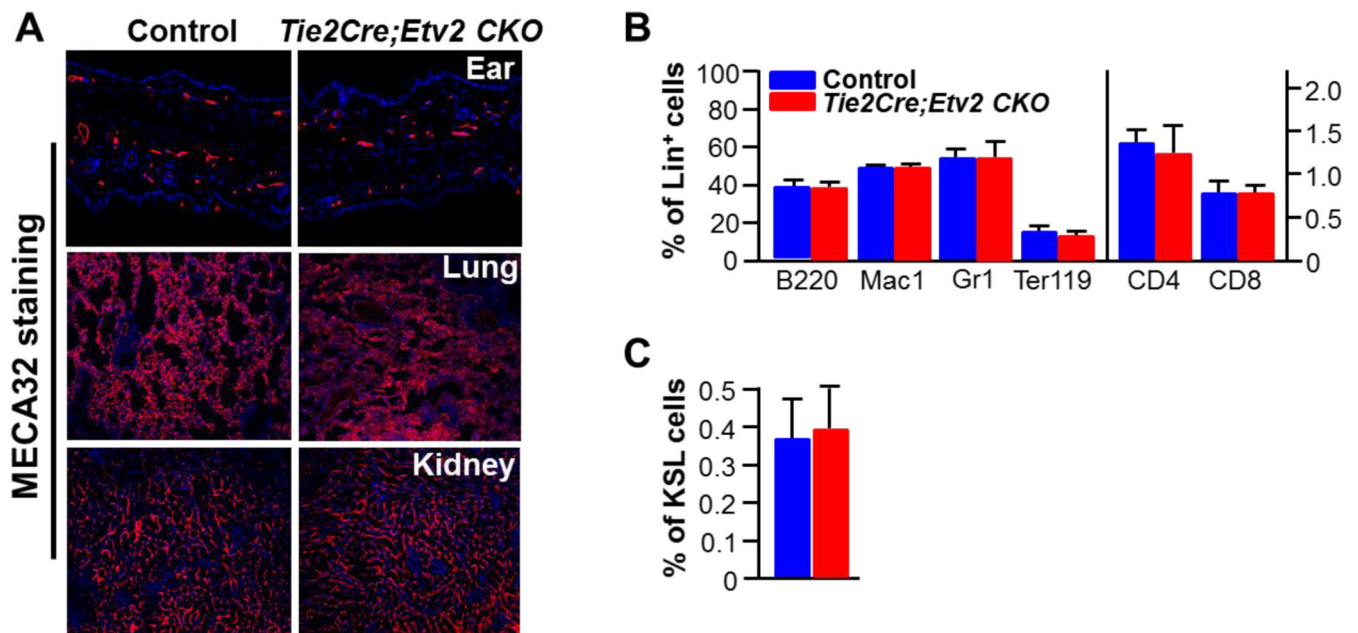 A
Control
Tie2Cre;Etv2 CKO
Ear
Lung
Kidney
MECA32 staining
B
Control
Tie2Cre;Etv2 CKO
% of Lin⁺ cells
100
80
60
40
20
0
2.0
1.5
1.0
0.5
0
B220 Mac1 Gr1 Ter119 CD4 CD8
C
% of KSL cells
0.5
0.4
0.3
0.2
0.1
0